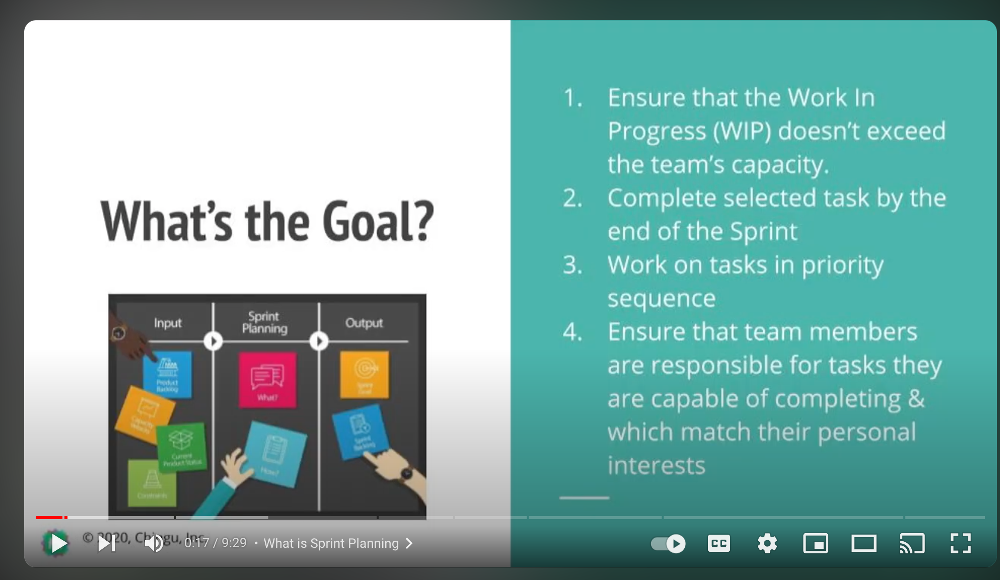 What's the Goal?
Input
Sprint
Planning
Output
Product
Backlog
Capacity
Velocity
Current
Product Status
Constraints
What?
How?
Sprint
Goal
Sprint
Backlog
1. Ensure that the Work In
Progress (WIP) doesn't exceed
the team's capacity.
2. Complete selected task by the
end of the Sprint
3. Work on tasks in priority
sequence
4. Ensure that team members
are responsible for tasks they
are capable of completing &
which match their personal
interests
© 2020, Chingu, Inc.
0:17 / 9:29 • What is Sprint Planning
CC